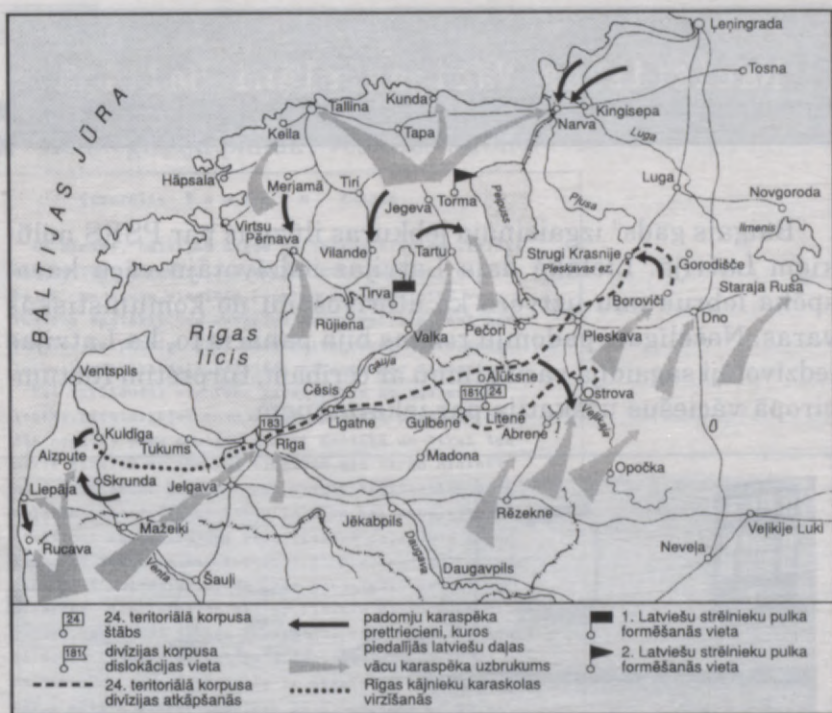 Ļeņingrada
Tosna
BALTIJAS JŪRA
Kunda
Tallina
Keila
Tapa
Narva
Ķingisepa
Luga
Hāpsala
Merjamā
Tiri
Jegeva
Torma
Peipuss
Pļusa
Luga
Novgoroda
Ilmenis
Virtsu
Pērnava
Vilande
Tartu
Strugi Krasnije
Pleskavas ez.
Gorodišče
Staraja Rusa
Tirva
Boroviči
Rīgas
līcis
Rūjiena
Valka
Pečori
Pleskava
Dno
Gauja
Ventspils
Cēsis
Alūksne
181
24
Ostrova
Kuldīga
183
Līgatne
Litene
Gulbene
Abrene
Aizpute
Tukums
Rīga
Madona
Opočka
Skrunda
Liepāja
Jelgava
Mažeiķi
Jēkabpils
Rēzekne
Veļikije Luki
Rucava
Venta
Šauļi
Daugava
Daugavpils
Neveļa
24
24. teritoriālā korpusa
štābs
181
divīzijas korpusa
dislokācijas vieta
24. teritoriālā korpusa
divīzijas atkāpšanās
padomju karaspēka
prettriecieni, kuros
piedalījās latviešu daļas
vācu karaspēka uzbrukums
Rīgas kājnieku karaskolas
virzīšanās
1. Latviešu strēlnieku pulka
formēšanās vieta
2. Latviešu strēlnieku pulka
formēšanās vieta